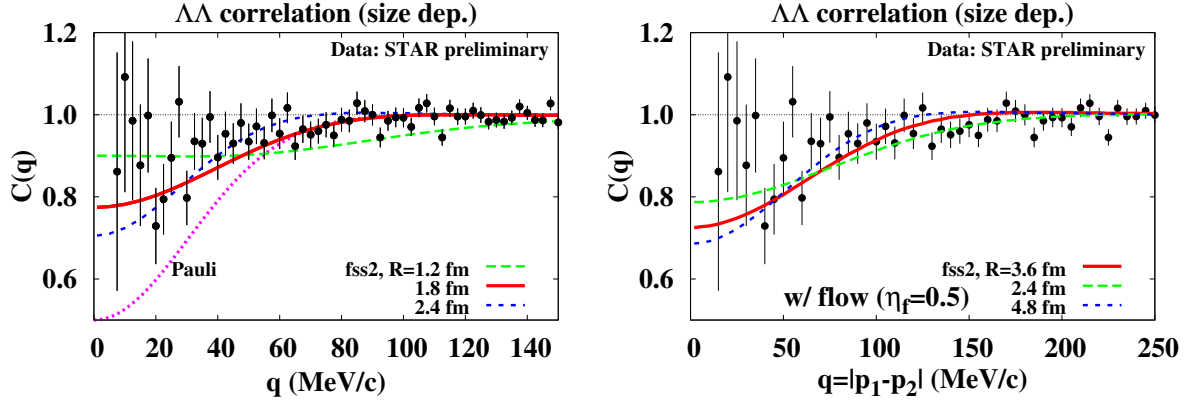 ΛΛ correlation (size dep.)
Data: STAR preliminary
C(q)
1.2
1.0
0.8
0.6
Pauli
fss2, R=1.2 fm
1.8 fm
2.4 fm
0 20 40 60 80 100 120 140
q (MeV/c)
ΛΛ correlation (size dep.)
Data: STAR preliminary
C(q)
1.2
1.0
0.8
0.6
fss2, R=3.6 fm
2.4 fm
4.8 fm
w/ flow (η_f=0.5)
0 50 100 150 200 250
q=|p_1-p_2| (MeV/c)